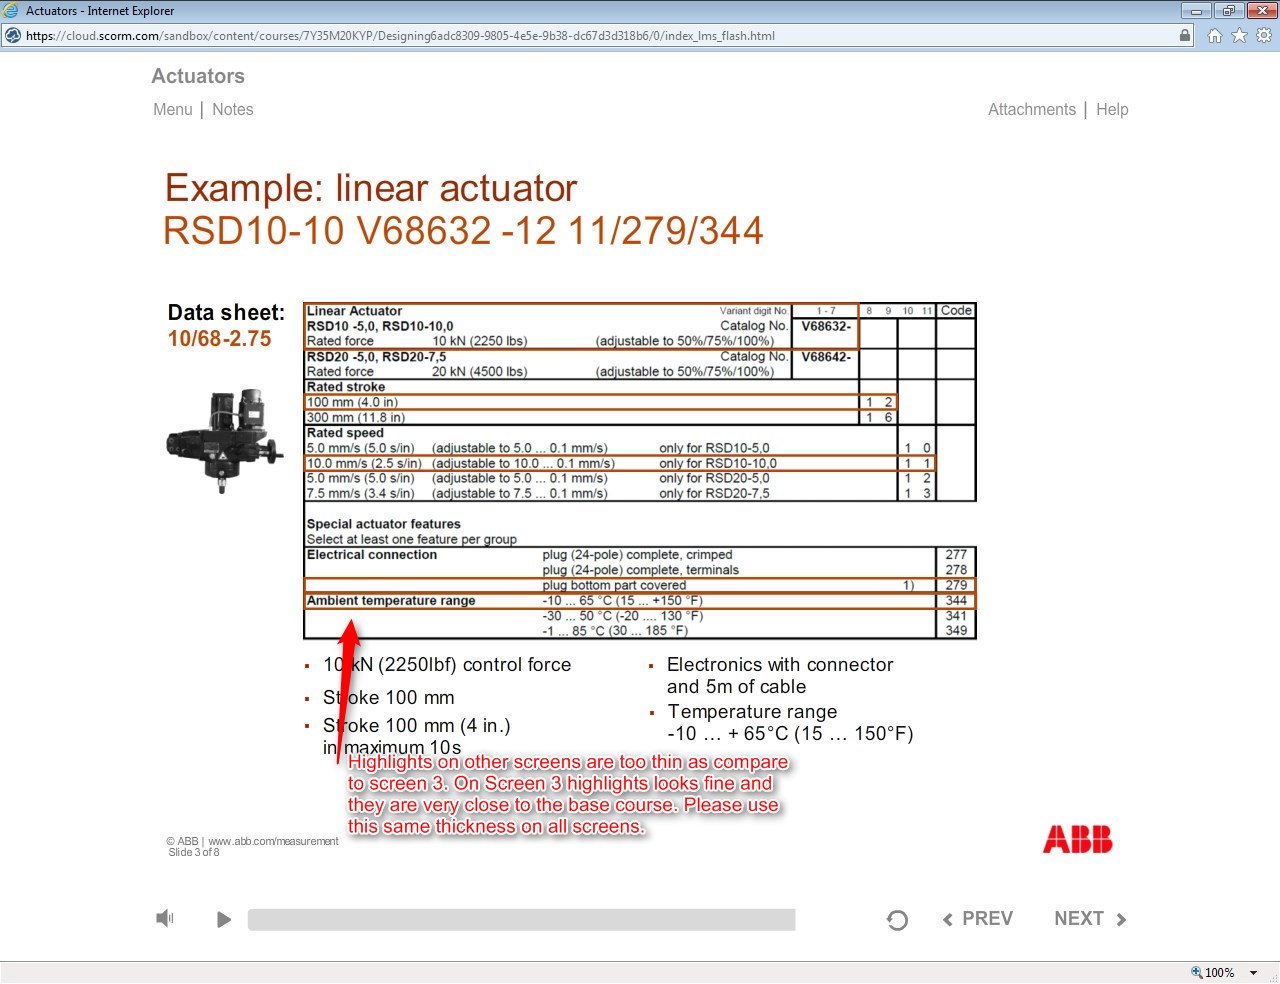 Actuators - Internet Explorer
https://cloud.scorm.com/sandbox/content/courses/7Y35M20KYP/Designing6adc8309-9805-4e5e-9b38-dc67d3d318b6/0/index_lms_flash.html
Actuators
Menu | Notes
Attachments | Help
Example: linear actuator
RSD10-10 V68632 -12 11/279/344
Data sheet:
10/68-2.75
Linear Actuator Variant digit No. 1 - 7 8 9 10 11 Code
RSD10 -5,0, RSD10-10,0 Catalog No. V68632-
Rated force 10 kN (2250 lbs) (adjustable to 50%/75%/100%)
RSD20 -5,0, RSD20-7,5 Catalog No. V68642-
Rated force 20 kN (4500 lbs) (adjustable to 50%/75%/100%)
Rated stroke
100 mm (4.0 in) 1 2
300 mm (11.8 in) 1 6
Rated speed
5.0 mm/s (5.0 s/in) (adjustable to 5.0 ... 0.1 mm/s) only for RSD10-5,0 1 0
10.0 mm/s (2.5 s/in) (adjustable to 10.0 ... 0.1 mm/s) only for RSD10-10,0 1 1
5.0 mm/s (5.0 s/in) (adjustable to 5.0 ... 0.1 mm/s) only for RSD20-5,0 1 2
7.5 mm/s (3.4 s/in) (adjustable to 7.5 ... 0.1 mm/s) only for RSD20-7,5 1 3
Special actuator features
Select at least one feature per group
Electrical connection plug (24-pole) complete, crimped 277
plug (24-pole) complete, terminals 278
plug bottom part covered 1) 279
Ambient temperature range -10 ... 65 °C (15 ... +150 °F) 344
-30 ... 50 °C (-20 .... 130 °F) 341
-1 ... 85 °C (30 ... 185 °F) 349
▪ 10 kN (2250lbf) control force
▪ Stroke 100 mm
▪ Stroke 100 mm (4 in.)
in maximum 10s
▪ Electronics with connector
and 5m of cable
▪ Temperature range
-10 … + 65°C (15 … 150°F)
Highlights on other screens are too thin as compare
to screen 3. On Screen 3 highlights looks fine and
they are very close to the base course. Please use
this same thickness on all screens.
© ABB | www.abb.com/measurement
Slide 3 of 8
ABB
PREV NEXT
100%